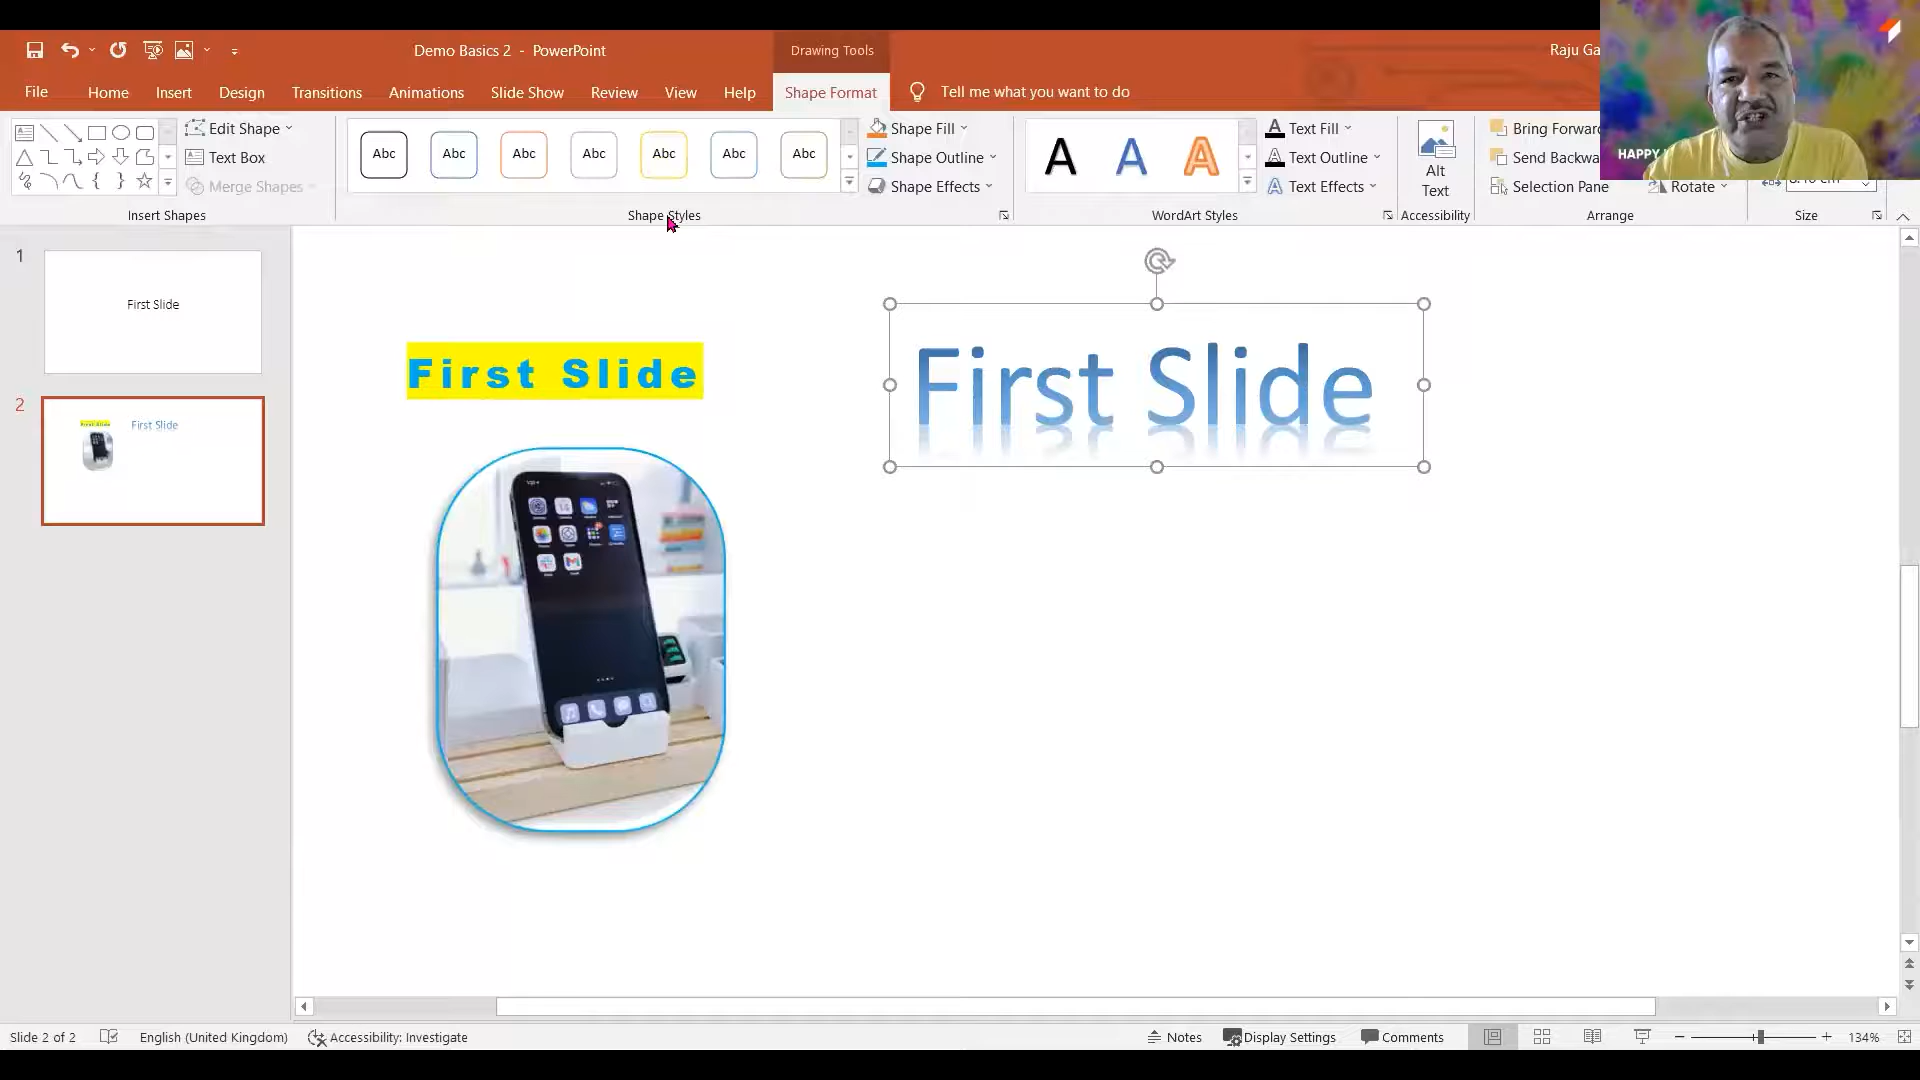 Demo Basics 2 - PowerPoint
Drawing Tools
Raju Ga
File Home Insert Design Transitions Animations Slide Show Review View Help Shape Format Tell me what you want to do
Edit Shape
Text Box
Merge Shapes
Insert Shapes
Abc Abc Abc Abc Abc Abc Abc
Shape Fill
Shape Outline
Shape Effects
Shape Styles
A A A
Text Fill
Text Outline
Text Effects
WordArt Styles
Alt
Text
Accessibility
Bring Forward
Send Backwa
Selection Pane
Rotate
Arrange
Size
HAPPY
1
First Slide
2
First Slide
First Slide
First Slide
First Slide
Slide 2 of 2 English (United Kingdom) Accessibility: Investigate Notes Display Settings Comments 134%